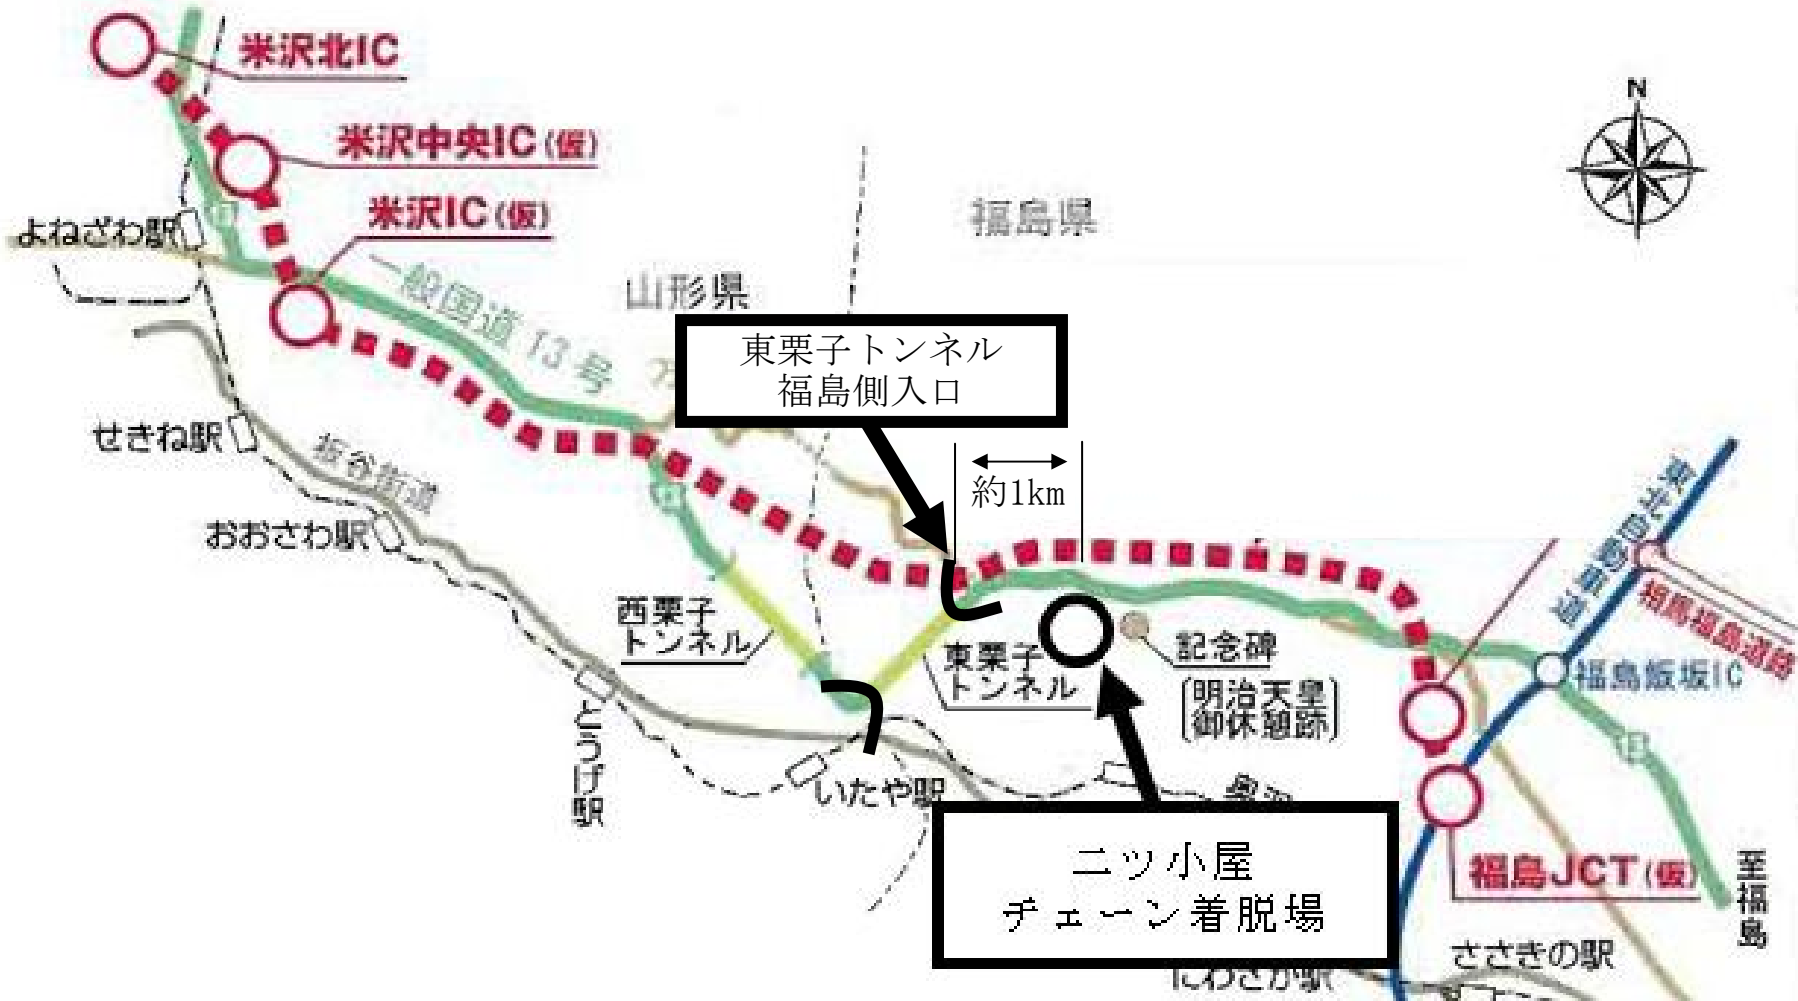 米沢北IC
N
米沢中央IC(仮)
米沢IC(仮)
よねざわ駅
福島県
山形県
一般国道 13 号
東栗子トンネル
福島側入口
せきね駅
板谷街道
約1km
おおさわ駅
東北自動車道
相馬福島道路
西栗子
トンネル
東栗子
トンネル
記念碑
(明治天皇
御休憩跡)
福島飯坂IC
とうげ駅
いたや駅
二ツ小屋
チェーン着脱場
福島JCT(仮)
至福島
ささきの駅
にわさか駅